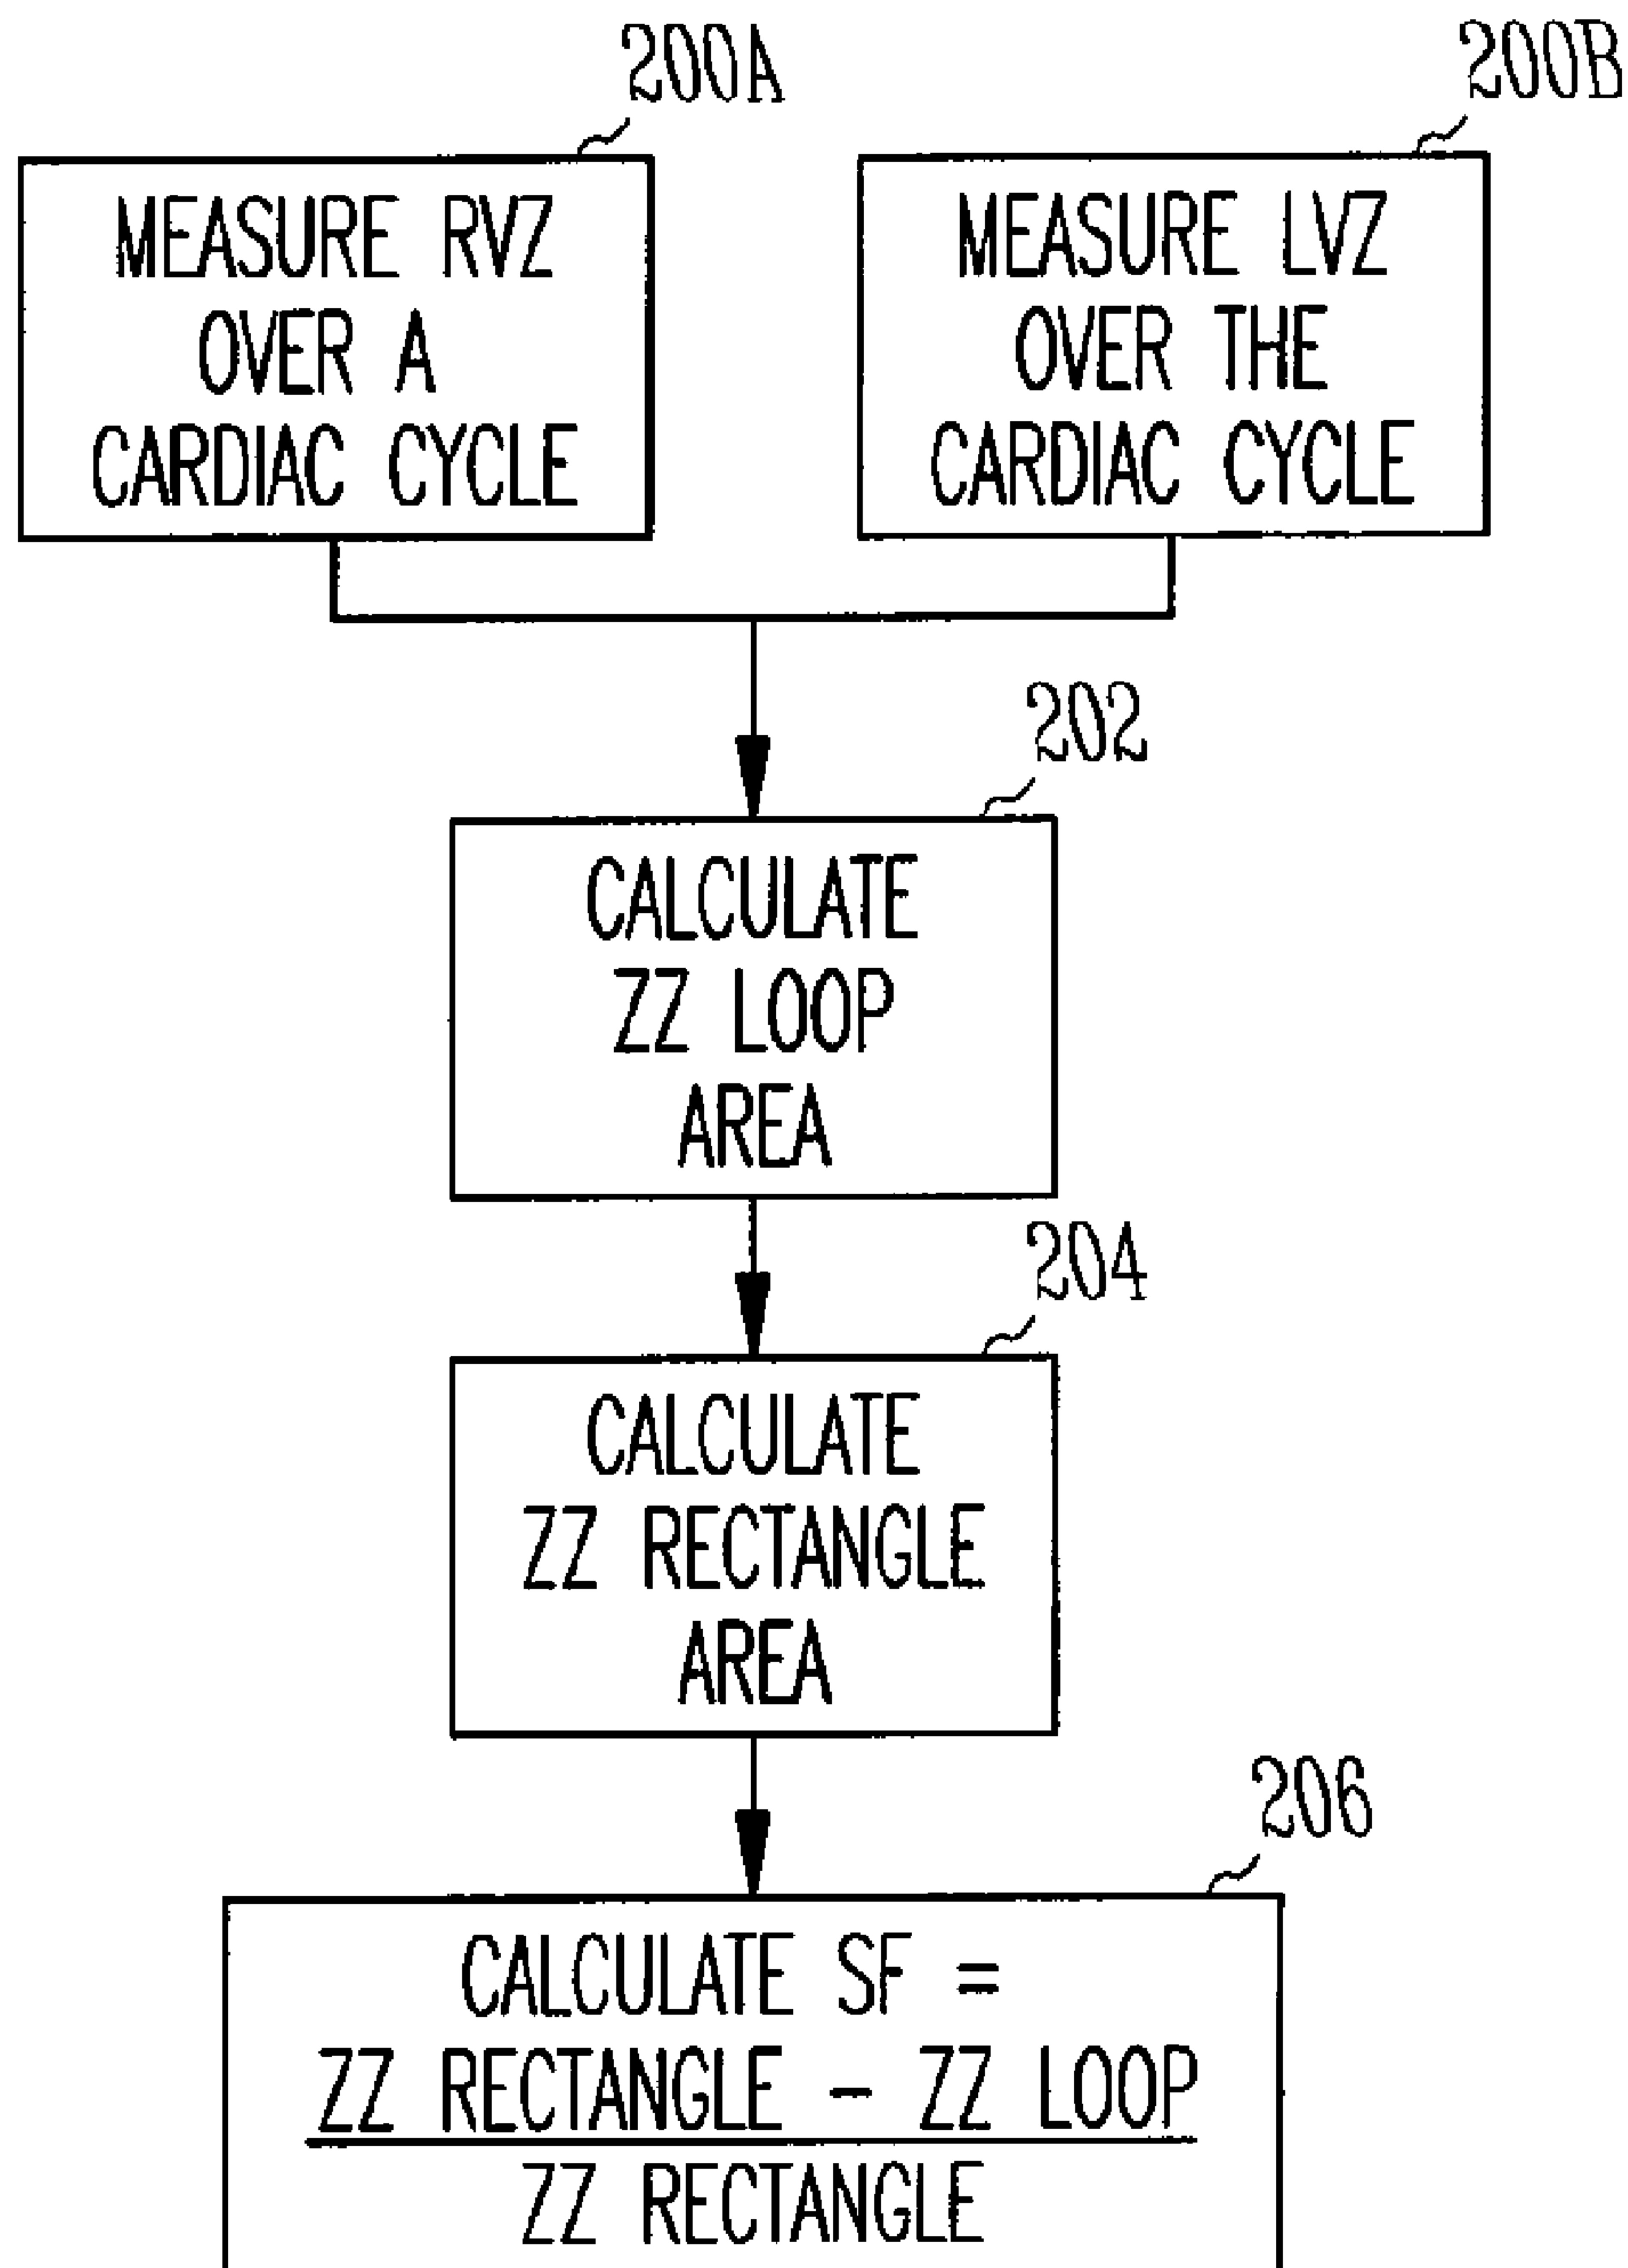 200A
MEASURE RVZ
OVER A
CARDIAC CYCLE
200B
MEASURE LVZ
OVER THE
CARDIAC CYCLE
202
CALCULATE
ZZ LOOP
AREA
204
CALCULATE
ZZ RECTANGLE
AREA
206
CALCULATE SF =
ZZ RECTANGLE - ZZ LOOP
ZZ RECTANGLE